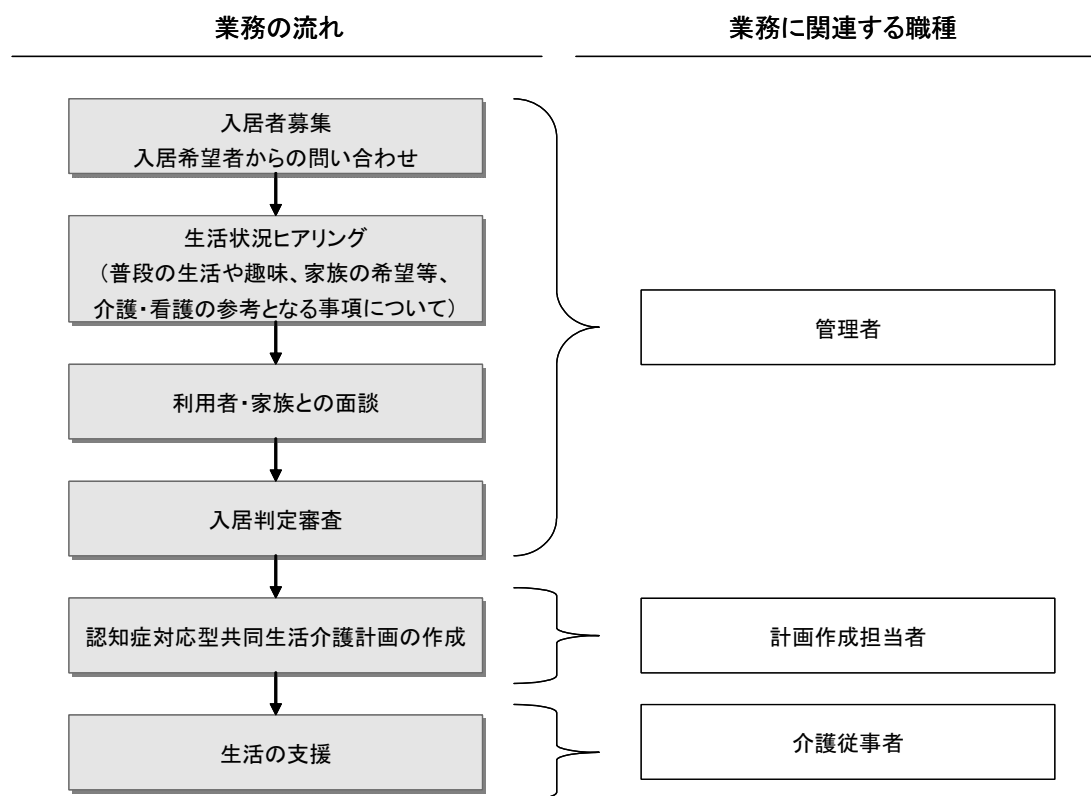 業務の流れ
業務に関連する職種
入居者募集
入居希望者からの問い合わせ
生活状況ヒアリング
（普段の生活や趣味、家族の希望等、
介護・看護の参考となる事項について）
利用者・家族との面談
入居判定審査
管理者
認知症対応型共同生活介護計画の作成
計画作成担当者
生活の支援
介護従事者